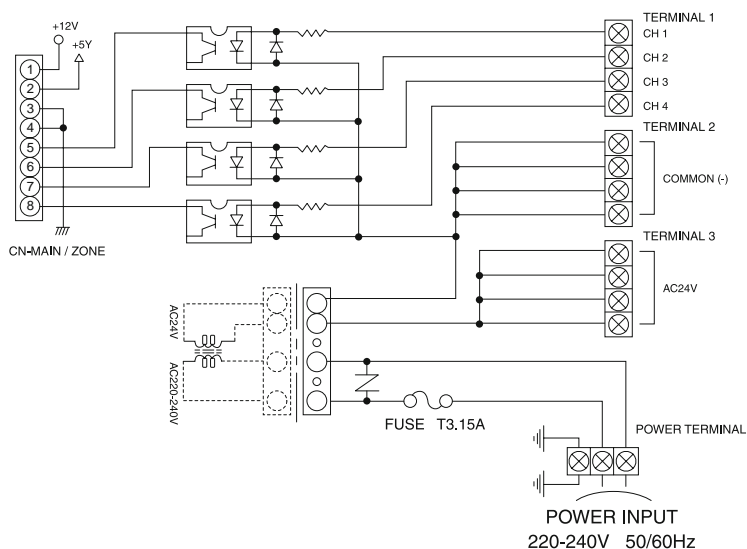 +12V
+5Y
1
2
3
4
5
6
7
8
CN-MAIN / ZONE
TERMINAL 1
CH 1
CH 2
CH 3
CH 4
TERMINAL 2
COMMON (-)
TERMINAL 3
AC24V
AC24V
AC220-240V
FUSE T3.15A
POWER TERMINAL
POWER INPUT
220-240V 50/60Hz